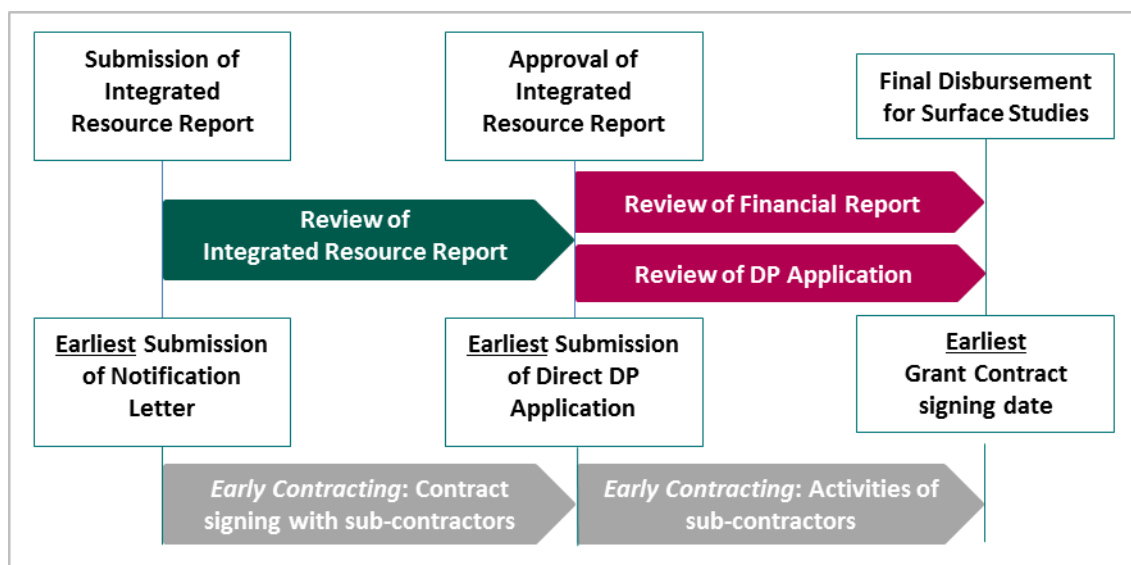 Submission of
Integrated
Resource Report
Approval of
Integrated
Resource Report
Final Disbursement
for Surface Studies
Review of
Integrated Resource Report
Review of Financial Report
Review of DP Application
Earliest Submission
of Notification
Letter
Earliest Submission
of Direct DP
Application
Earliest
Grant Contract
signing date
Early Contracting: Contract
signing with sub-contractors
Early Contracting: Activities of
sub-contractors